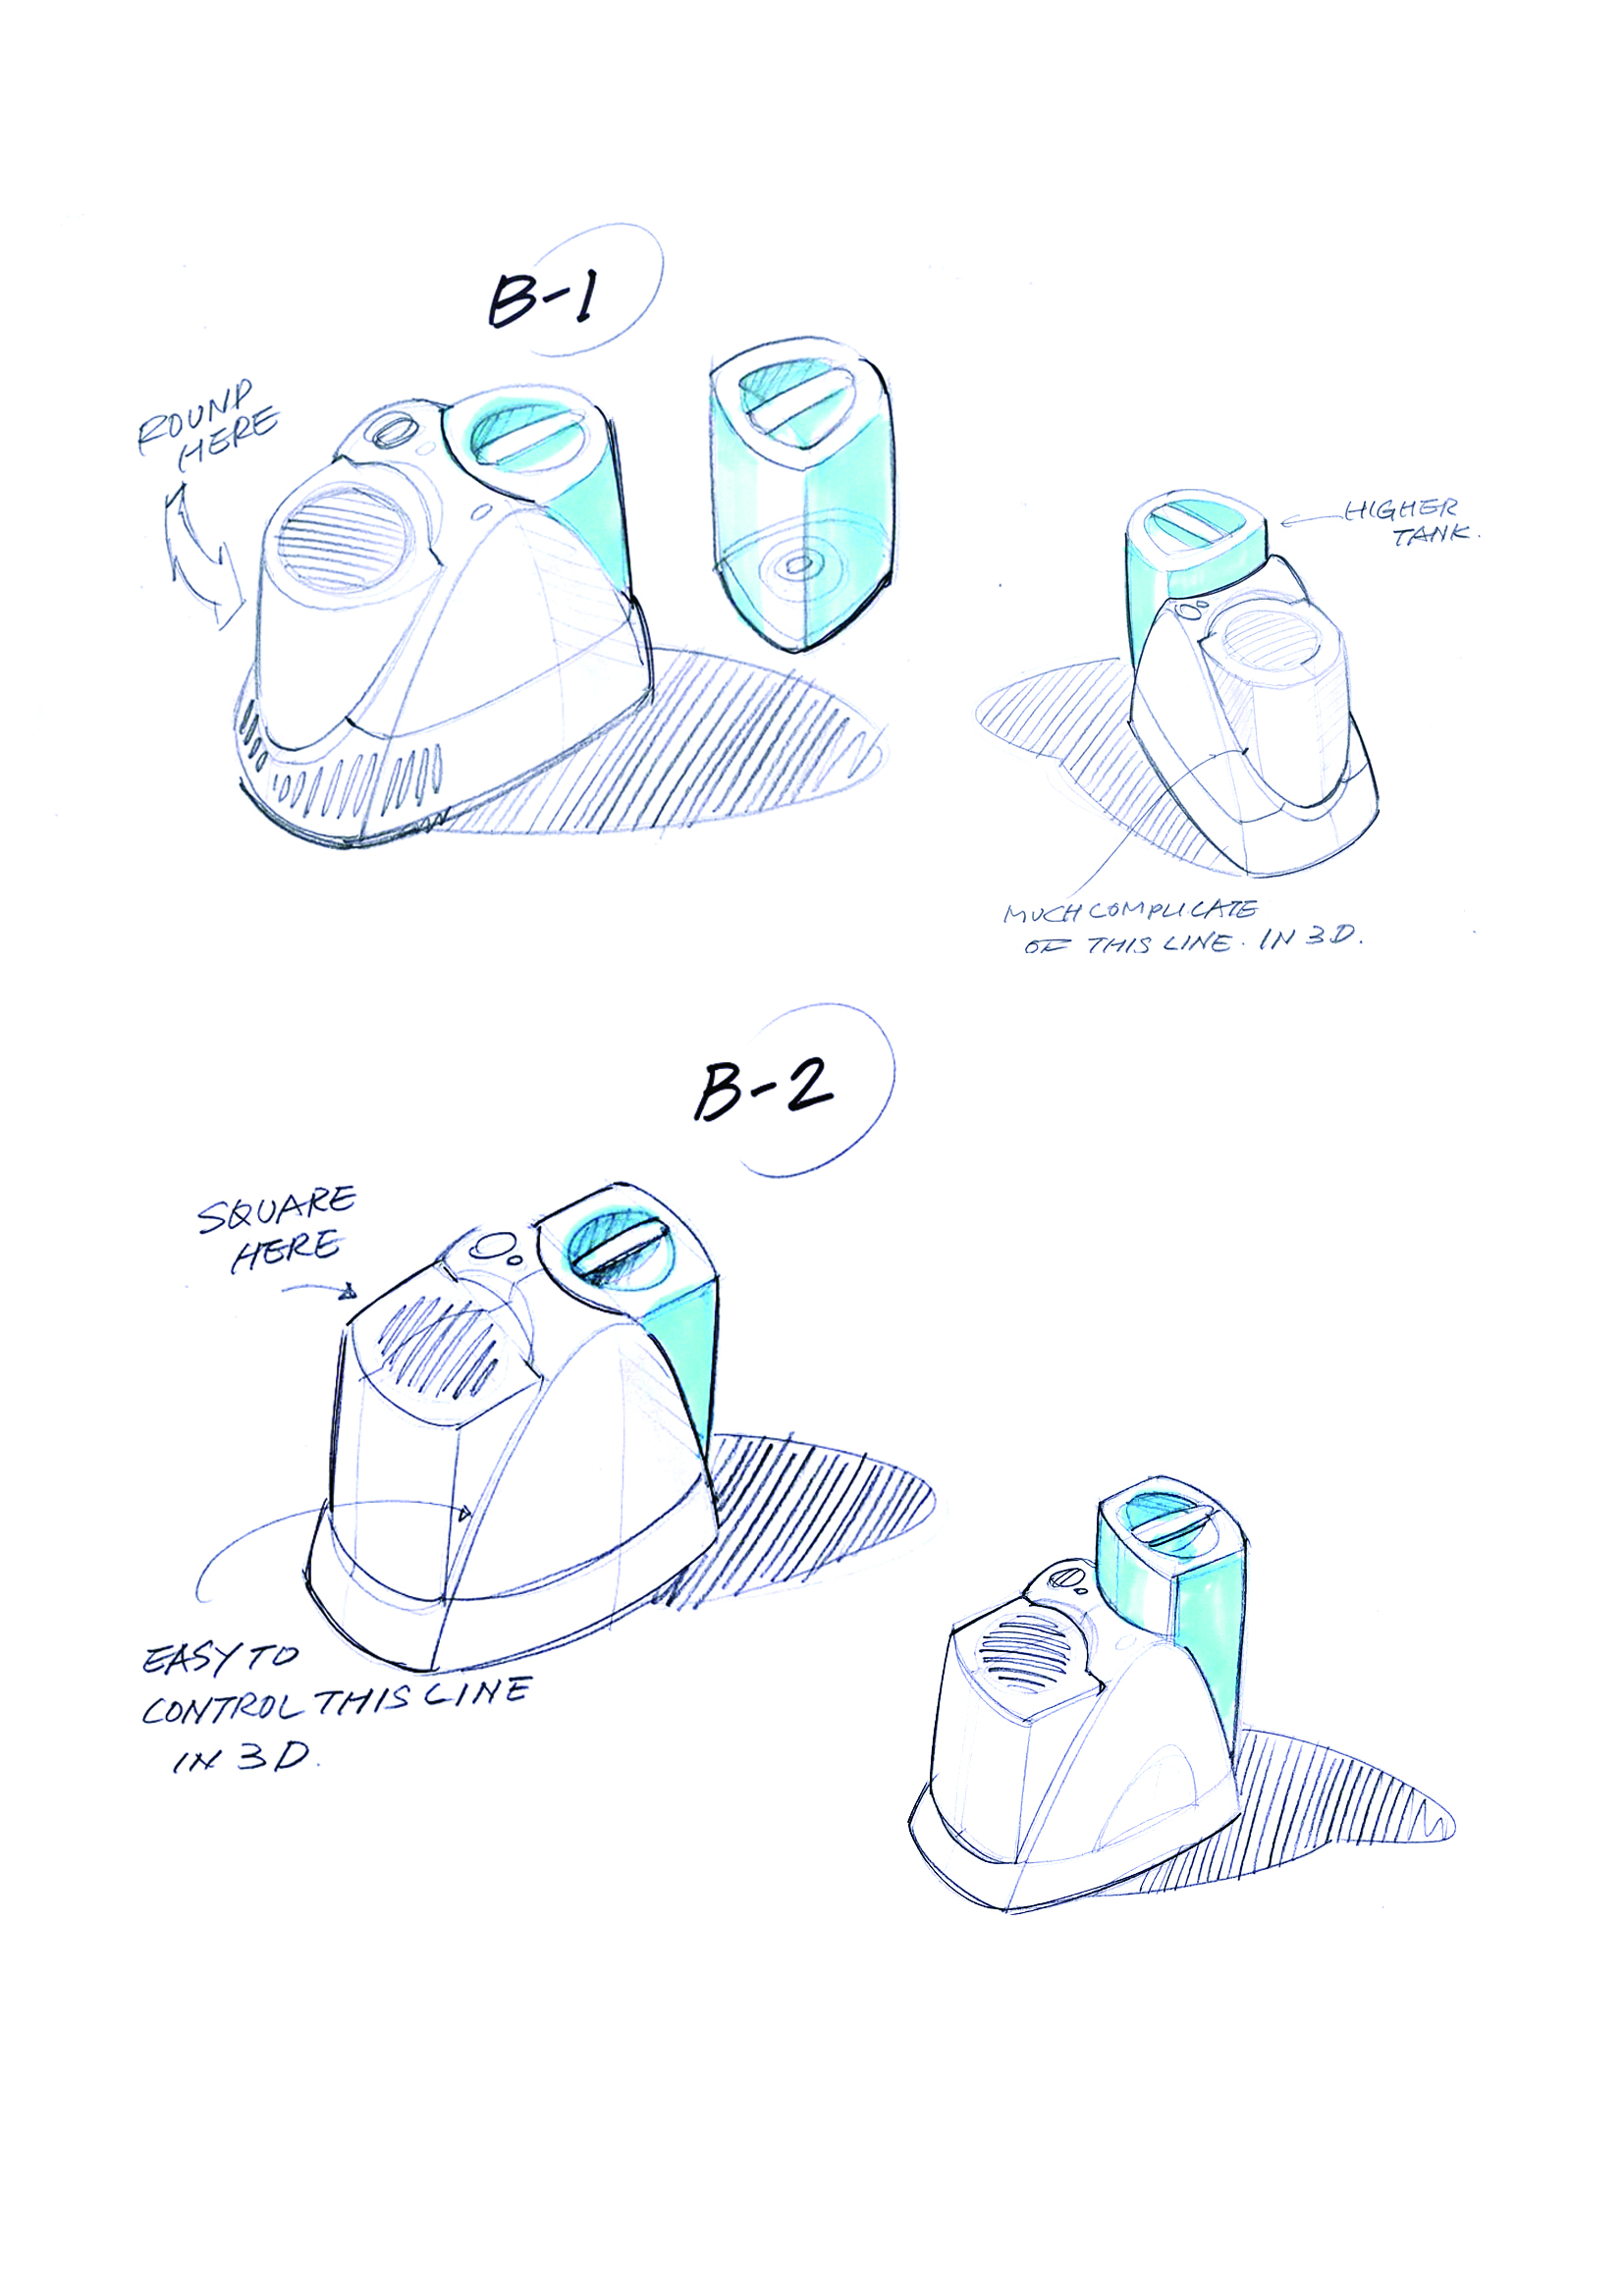 B-1
ROUND
HERE
HIGHER
TANK.
MUCH COMPLICATE
OF THIS LINE. IN 3D.
B-2
SQUARE
HERE
EASY TO
CONTROL THIS LINE
IN 3D.